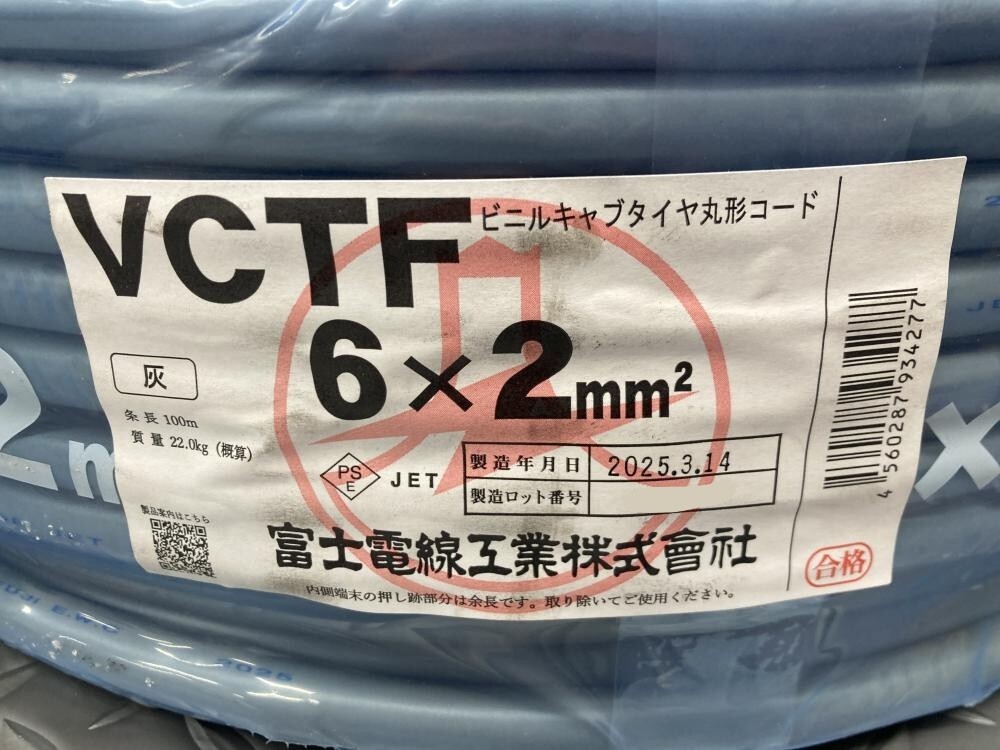 VCTF
ビニルキャブタイヤ丸形コード
6×2mm²
灰
条長 100m
質量 22.0kg (概算)
PS
E
JET
製造年月日 2025.3.14
製造ロット番号
製品案内はこちら
富士電線工業株式會社
内側端末の押し跡部分は余長です。取り除いてご使用ください。
4560287934277
合格
2m
×
2025